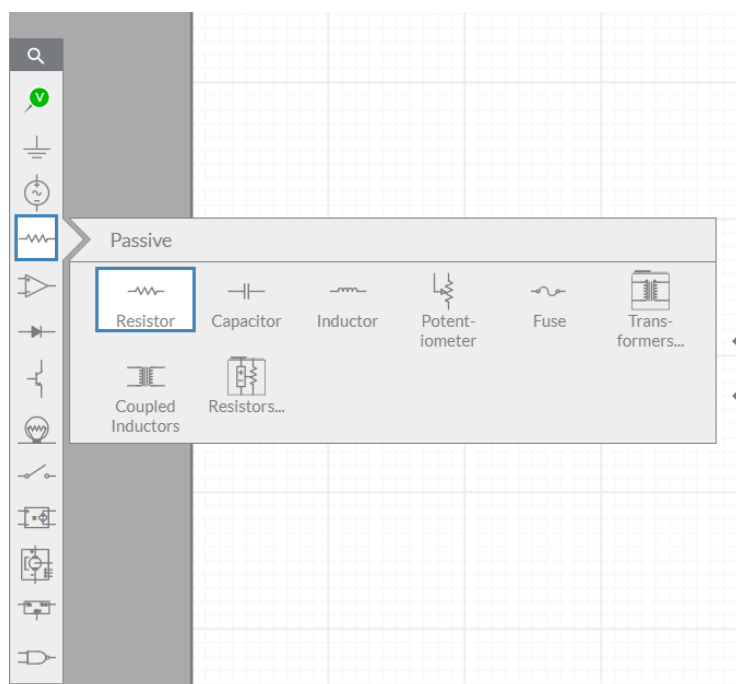 V
Passive
Resistor
Capacitor
Inductor
Potent-
iometer
Fuse
Trans-
formers...
Coupled
Inductors
Resistors...